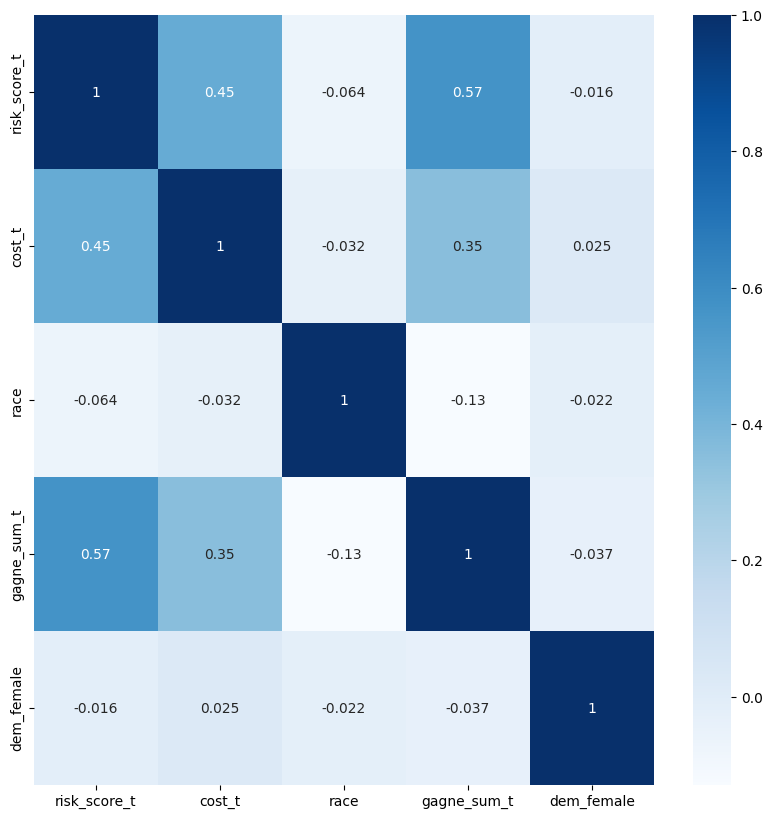 risk_score_t 1 0.45 -0.064 0.57 -0.016
cost_t 0.45 1 -0.032 0.35 0.025
race -0.064 -0.032 1 -0.13 -0.022
gagne_sum_t 0.57 0.35 -0.13 1 -0.037
dem_female -0.016 0.025 -0.022 -0.037 1
risk_score_t cost_t race gagne_sum_t dem_female
1.0
0.8
0.6
0.4
0.2
0.0